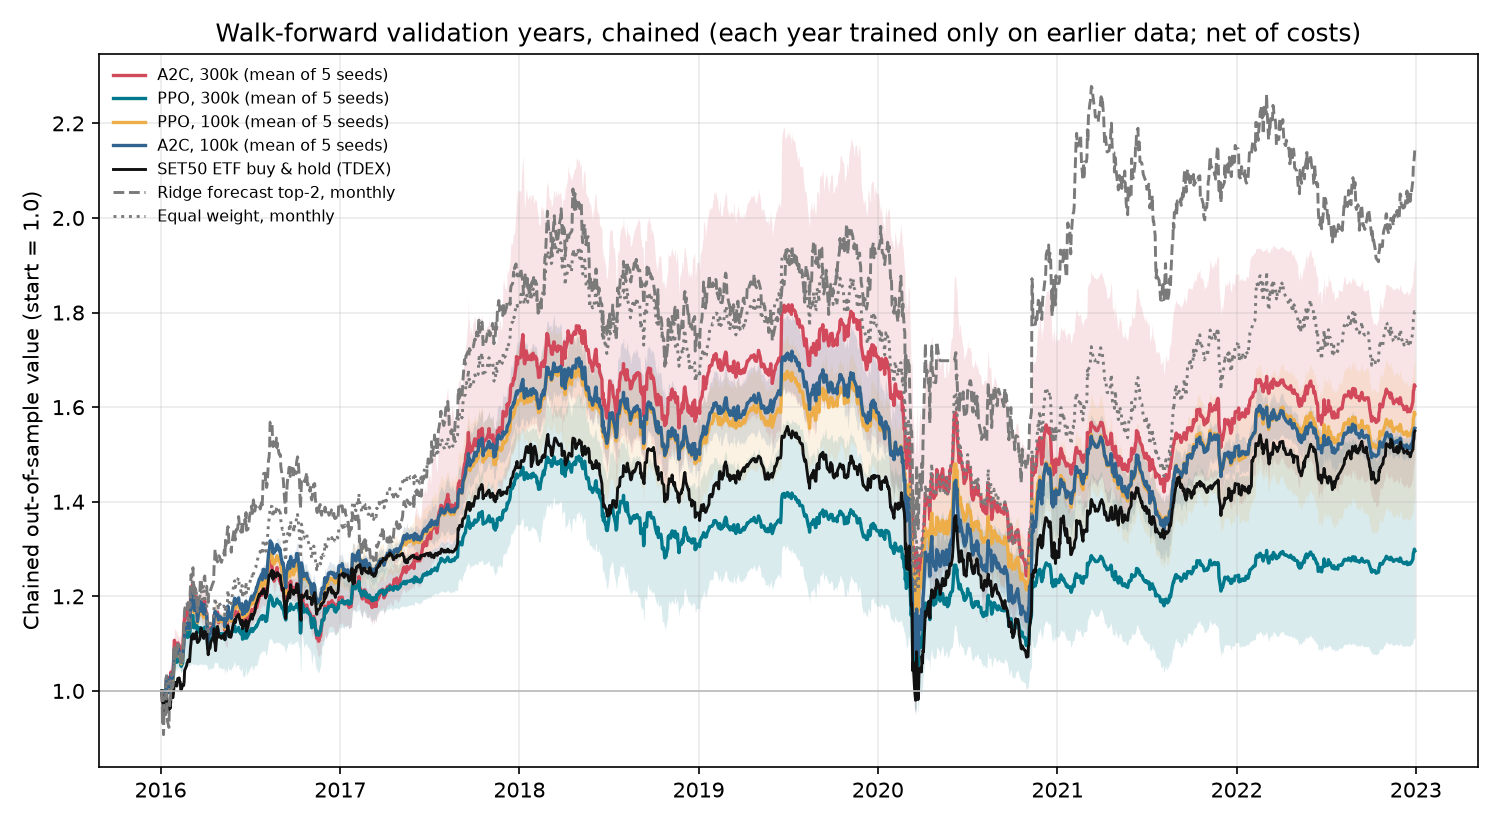 Walk-forward validation years, chained (each year trained only on earlier data; net of costs)
A2C, 300k (mean of 5 seeds)
PPO, 300k (mean of 5 seeds)
PPO, 100k (mean of 5 seeds)
A2C, 100k (mean of 5 seeds)
SET50 ETF buy & hold (TDEX)
Ridge forecast top-2, monthly
Equal weight, monthly
Chained out-of-sample value (start = 1.0)
2.2
2.0
1.8
1.6
1.4
1.2
1.0
2016 2017 2018 2019 2020 2021 2022 2023